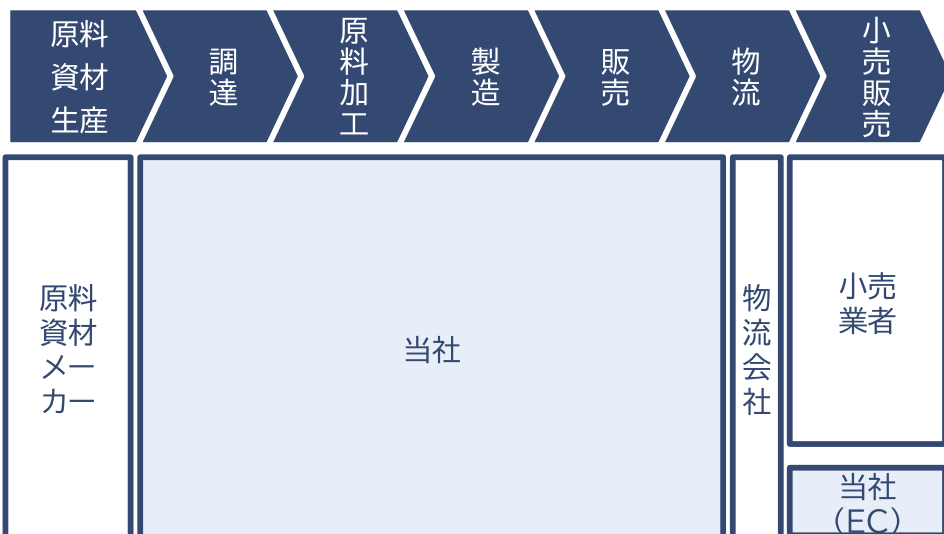 原料
資材
生産
調達
原料加工
製造
販売
物流
小売販売
原料
資材
メー
カー
当社
物流会社
小売
業者
当社
（EC）